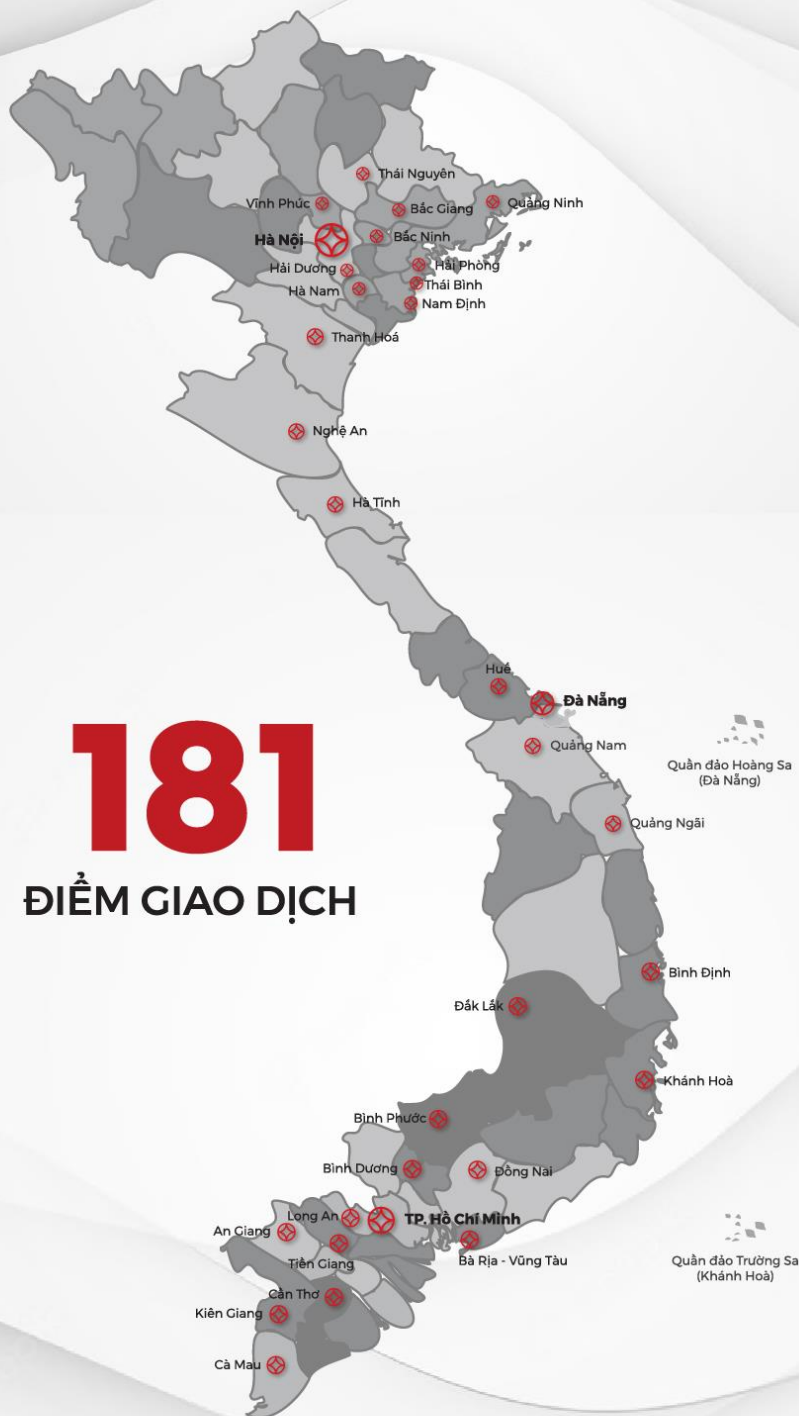 Thái Nguyên
Vĩnh Phúc
Bắc Giang
Quảng Ninh
Hà Nội
Bắc Ninh
Hải Dương
Hải Phòng
Hà Nam
Thái Bình
Nam Định
Thanh Hoá
Nghệ An
Hà Tĩnh
Huế
Đà Nẵng
Quảng Nam
Quần đảo Hoàng Sa
(Đà Nẵng)
181
ĐIỂM GIAO DỊCH
Quảng Ngãi
Bình Định
Đắk Lắk
Khánh Hoà
Bình Phước
Bình Dương
Đồng Nai
Long An
TP. Hồ Chí Minh
An Giang
Tiền Giang
Bà Rịa - Vũng Tàu
Quần đảo Trường Sa
(Khánh Hoà)
Cần Thơ
Kiên Giang
Cà Mau